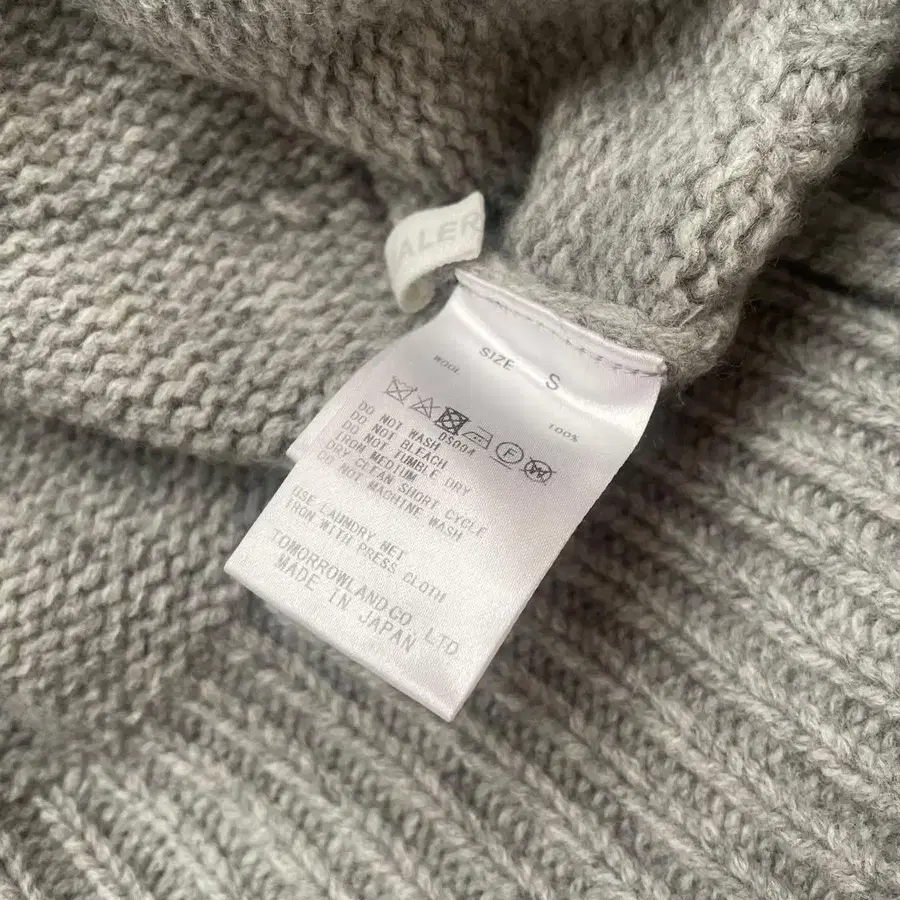 ALER
SIZE S
WOOL 100%
F
DS004
DO NOT WASH
DO NOT BLEACH
DO NOT TUMBLE DRY
IRON MEDIUM
DRY CLEAN SHORT CYCLE
DO NOT MACHINE WASH
USE LAUNDRY NET
IRON WITH PRESS CLOTH
TOMORROWLAND CO. LTD
MADE IN JAPAN